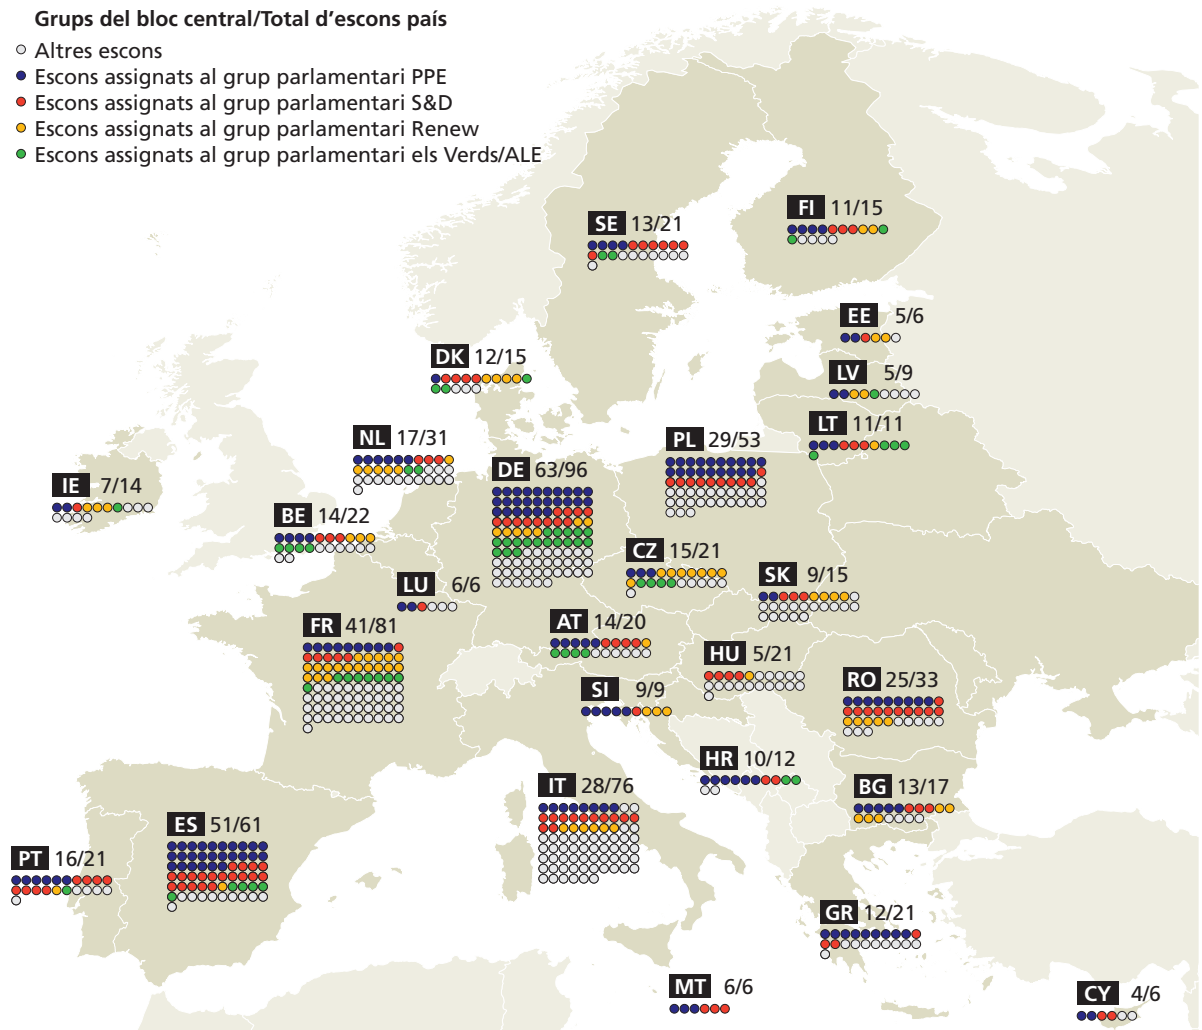 Grups del bloc central/Total d’escons país
Altres escons
Escons assignats al grup parlamentari PPE
Escons assignats al grup parlamentari S&D
Escons assignats al grup parlamentari Renew
Escons assignats al grup parlamentari els Verds/ALE
FI 11/15
SE 13/21
EE 5/6
DK 12/15
LV 5/9
LT 11/11
NL 17/31
PL 29/53
DE 63/96
IE 7/14
BE 14/22
CZ 15/21
SK 9/15
LU 6/6
FR 41/81
AT 14/20
HU 5/21
RO 25/33
SI 9/9
HR 10/12
IT 28/76
BG 13/17
ES 51/61
PT 16/21
GR 12/21
MT 6/6
CY 4/6